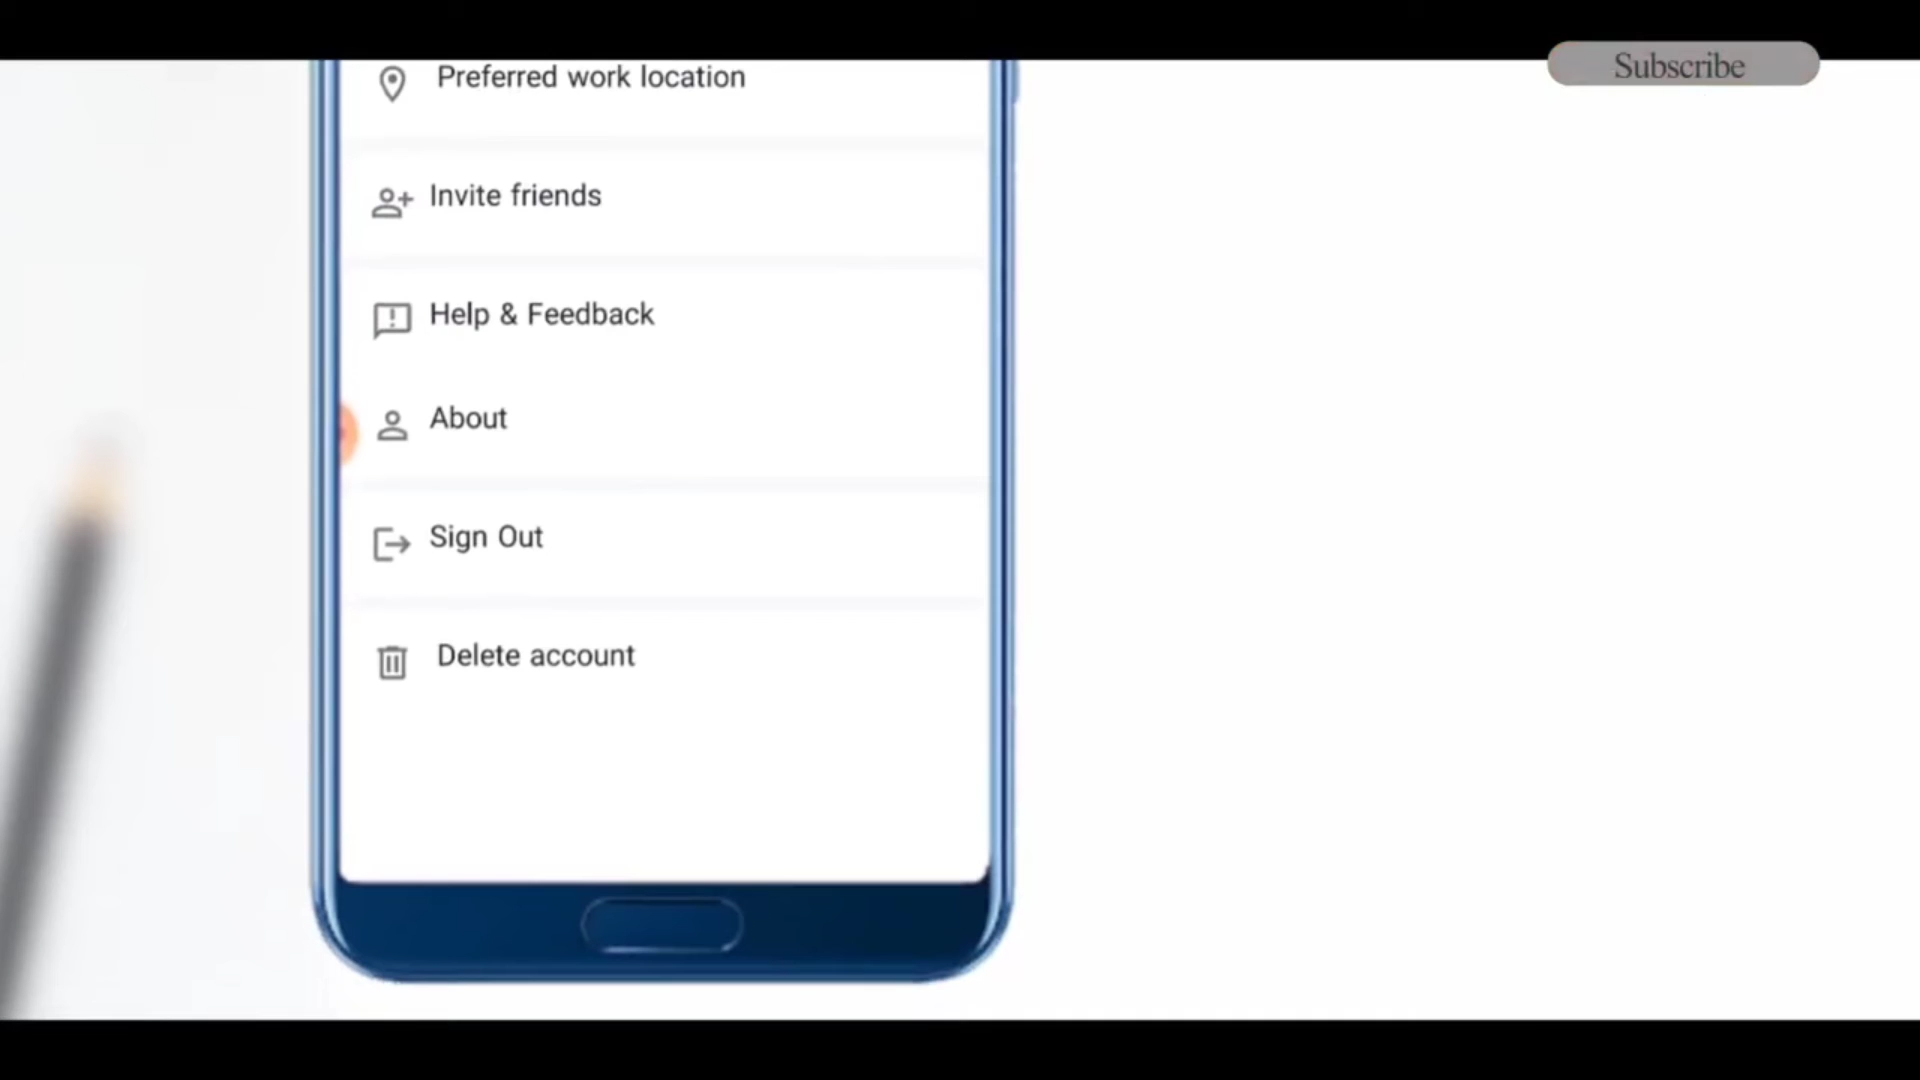 Subscribe
Preferred work location
Invite friends
Help & Feedback
About
Sign Out
Delete account